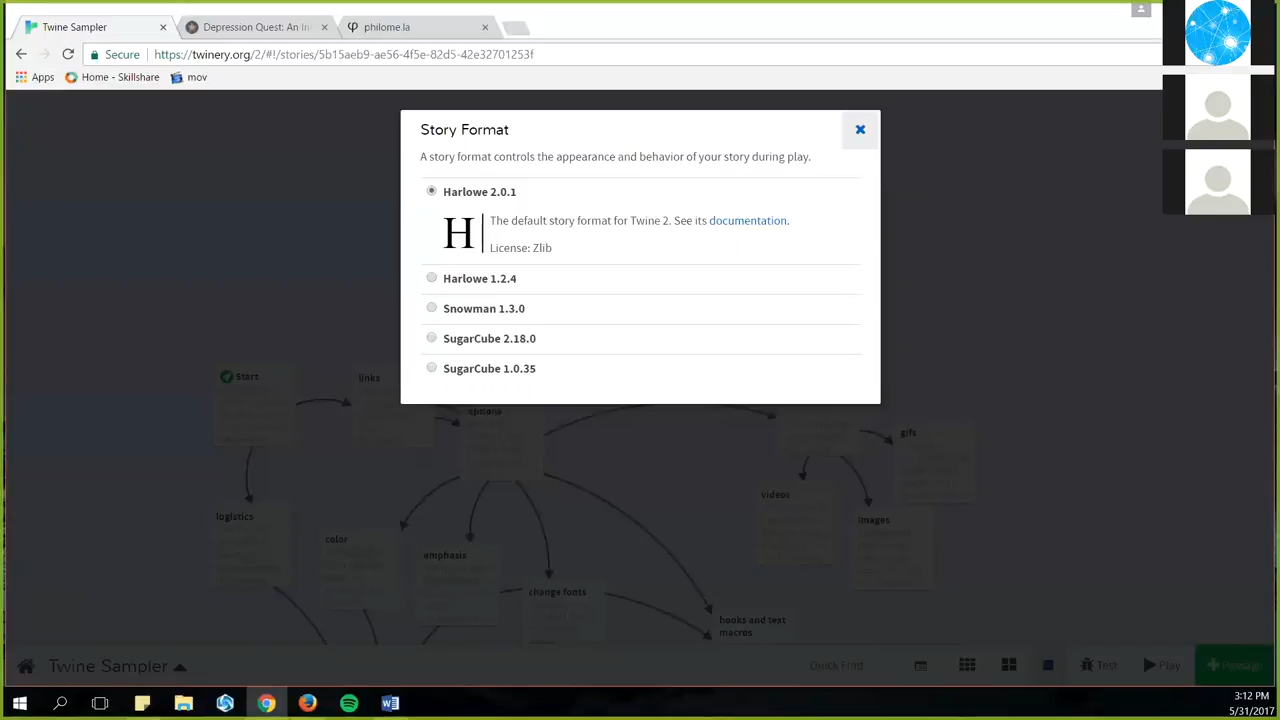 Twine Sampler
Depression Quest: An In
philome.la
Secure
https://twinery.org/2/#!/stories/5b15aeb9-ae56-4f5e-82d5-42e32701253f
Apps
Home - Skillshare
mov
Story Format
A story format controls the appearance and behavior of your story during play.
Harlowe 2.0.1
H
The default story format for Twine 2. See its documentation.
License: Zlib
Harlowe 1.2.4
Snowman 1.3.0
SugarCube 2.18.0
SugarCube 1.0.35
Start
links
options
gifs
videos
logistics
images
color
emphasis
change fonts
hooks and text
macros
Twine Sampler
Quick Find
Test
Play
Passage
3:12 PM
5/31/2017